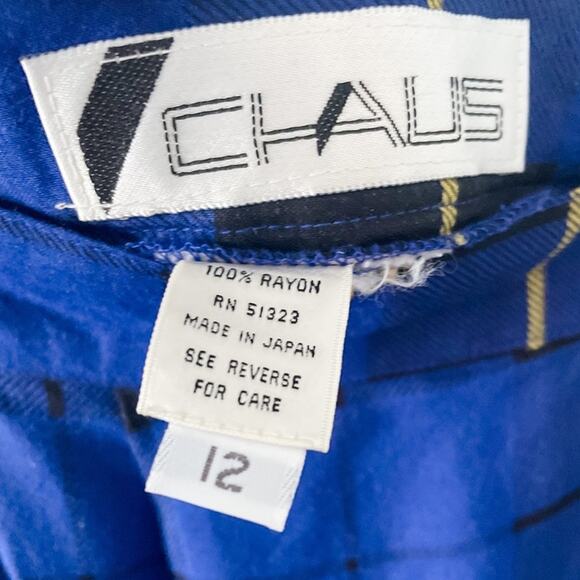 CHAUS
100% RAYON
RN 51323
MADE IN JAPAN
SEE REVERSE
FOR CARE
12